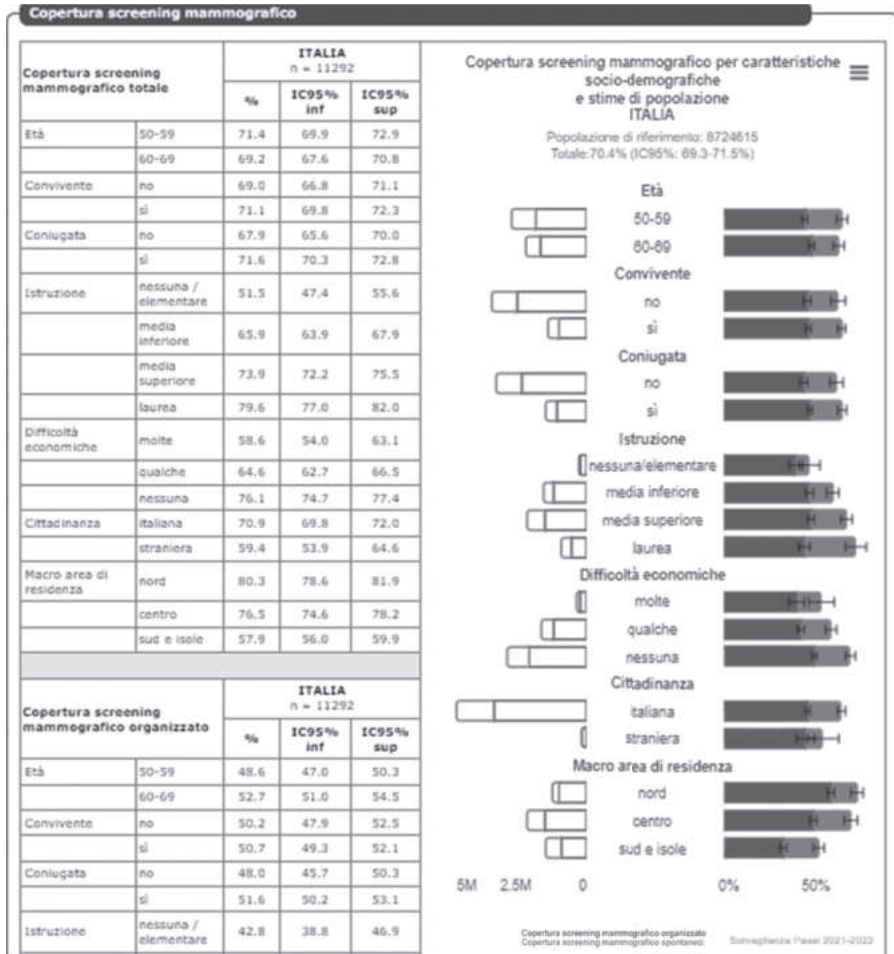 Copertura screening mammografico
Copertura screening mammografico totale
ITALIA
n = 11292
% IC95% inf IC95% sup
Età 50-59 71.4 69.9 72.9
60-69 69.2 67.6 70.8
Convivente no 69.0 66.8 71.1
sì 71.1 69.8 72.3
Coniugata no 67.9 65.6 70.0
sì 71.6 70.3 72.8
Istruzione nessuna / elementare 51.5 47.4 55.6
media inferiore 65.9 63.9 67.9
media superiore 73.9 72.2 75.5
laurea 79.6 77.0 82.0
Difficoltà economiche molte 58.6 54.0 63.1
qualche 64.6 62.7 66.5
nessuna 76.1 74.7 77.4
Cittadinanza italiana 70.9 69.8 72.0
straniera 59.4 53.9 64.6
Macro area di residenza nord 80.3 78.6 81.9
centro 76.5 74.6 78.2
sud e isole 57.9 56.0 59.9
Copertura screening mammografico organizzato
ITALIA
n = 11292
% IC95% inf IC95% sup
Età 50-59 48.6 47.0 50.3
60-69 52.7 51.0 54.5
Convivente no 50.2 47.9 52.5
sì 50.7 49.3 52.1
Coniugata no 48.0 45.7 50.3
sì 51.6 50.2 53.1
Istruzione nessuna / elementare 42.8 38.8 46.9
Copertura screening mammografico per caratteristiche
socio-demografiche
e stime di popolazione
ITALIA
Popolazione di riferimento: 8724615
Totale:70.4% (IC95%: 69.3-71.5%)
Età
50-59
60-69
Convivente
no
sì
Coniugata
no
sì
Istruzione
nessuna/elementare
media inferiore
media superiore
laurea
Difficoltà economiche
molte
qualche
nessuna
Cittadinanza
italiana
straniera
Macro area di residenza
nord
centro
sud e isole
5M 2.5M 0 0% 50%
Copertura screening mammografico organizzato
Copertura screening mammografico spontaneo:
Sorveglianza Passi 2021-2022